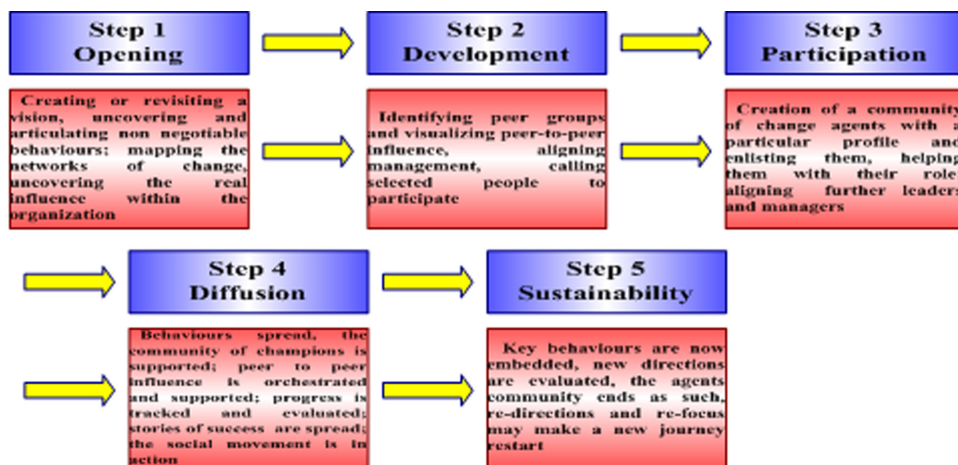 Step 1
Opening
Step 2
Development
Step 3
Participation
Creating or revisiting a
vision, uncovering and
articulating non negotiable
behaviours; mapping the
networks of change,
uncovering the real
influence within the
organization
Identifying peer groups
and visualizing peer-to-peer
influence, aligning
management, calling
selected people to
participate
Creation of a community
of change agents with a
particular profile and
enlisting them, helping
them with their role;
aligning further leaders
and managers
Step 4
Diffusion
Step 5
Sustainability
Behaviours spread, the
community of champions is
supported; peer to peer
influence is orchestrated
and supported; progress is
tracked and evaluated;
stories of success are spread;
the social movement is in
action
Key behaviours are now
embedded, new directions
are evaluated, the agents
community ends as such,
re-directions and re-focus
may make a new journey
restart